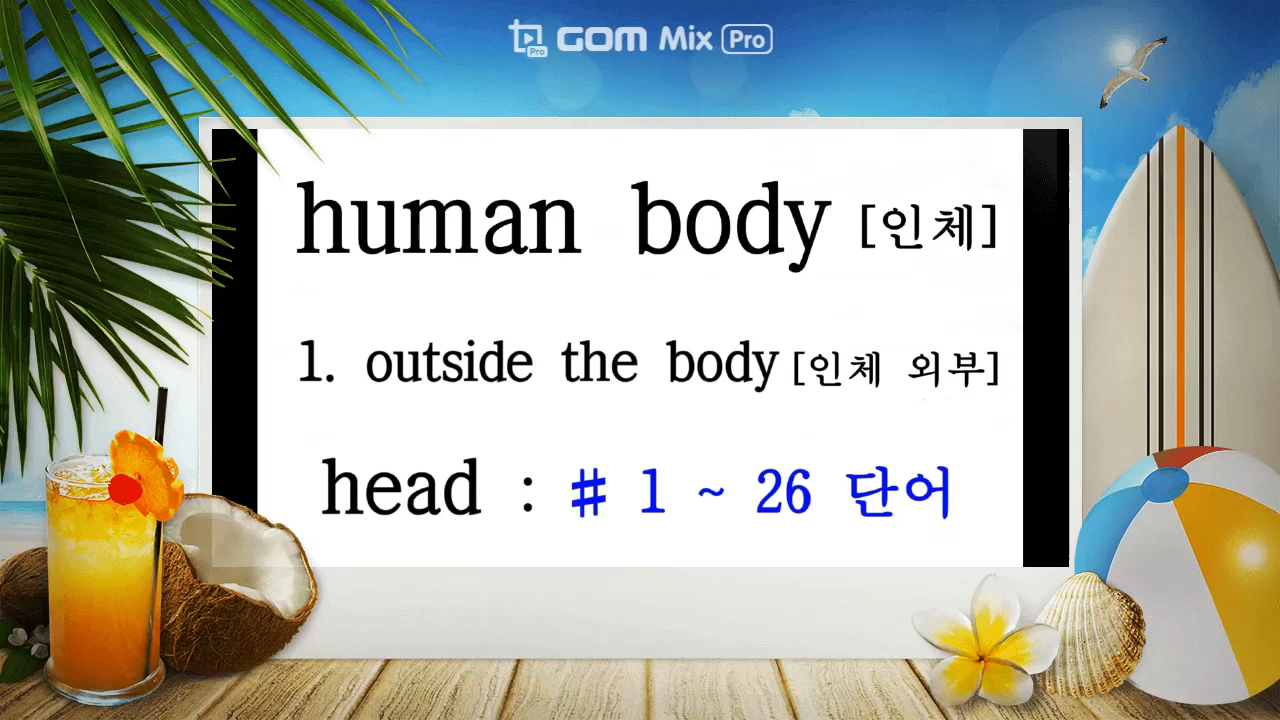 GOM Mix Pro
human body [인체]
1. outside the body [인체 외부]
head : # 1 ~ 26 단어